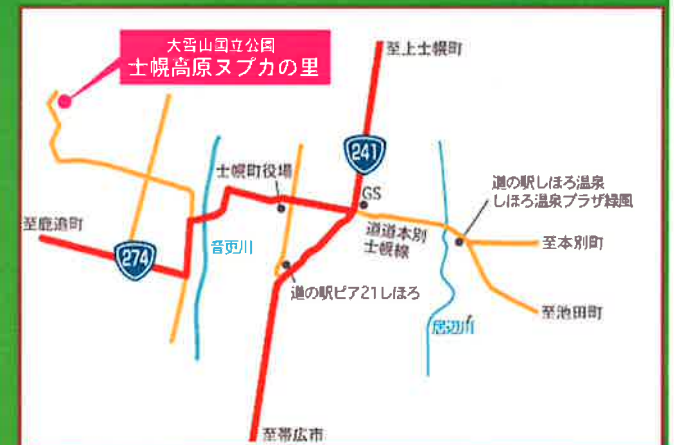 大雪山国立公園
士幌高原ヌプカの里
至上士幌町
241
士幌町役場
GS
道の駅しほろ温泉
しほろ温泉プラザ緑風
至鹿追町
道道本別
士幌線
至本別町
274
音更川
道の駅ピア21しほろ
居辺川
至池田町
至帯広市